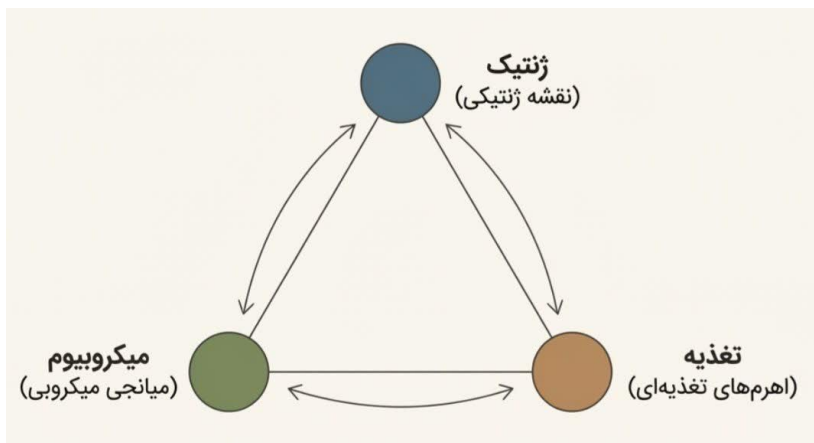 ژنتیک
(نقشه ژنتیکی)
تغذیه
(اهرم‌های تغذیه‌ای)
میکروبیوم
(میانجی میکروبی)